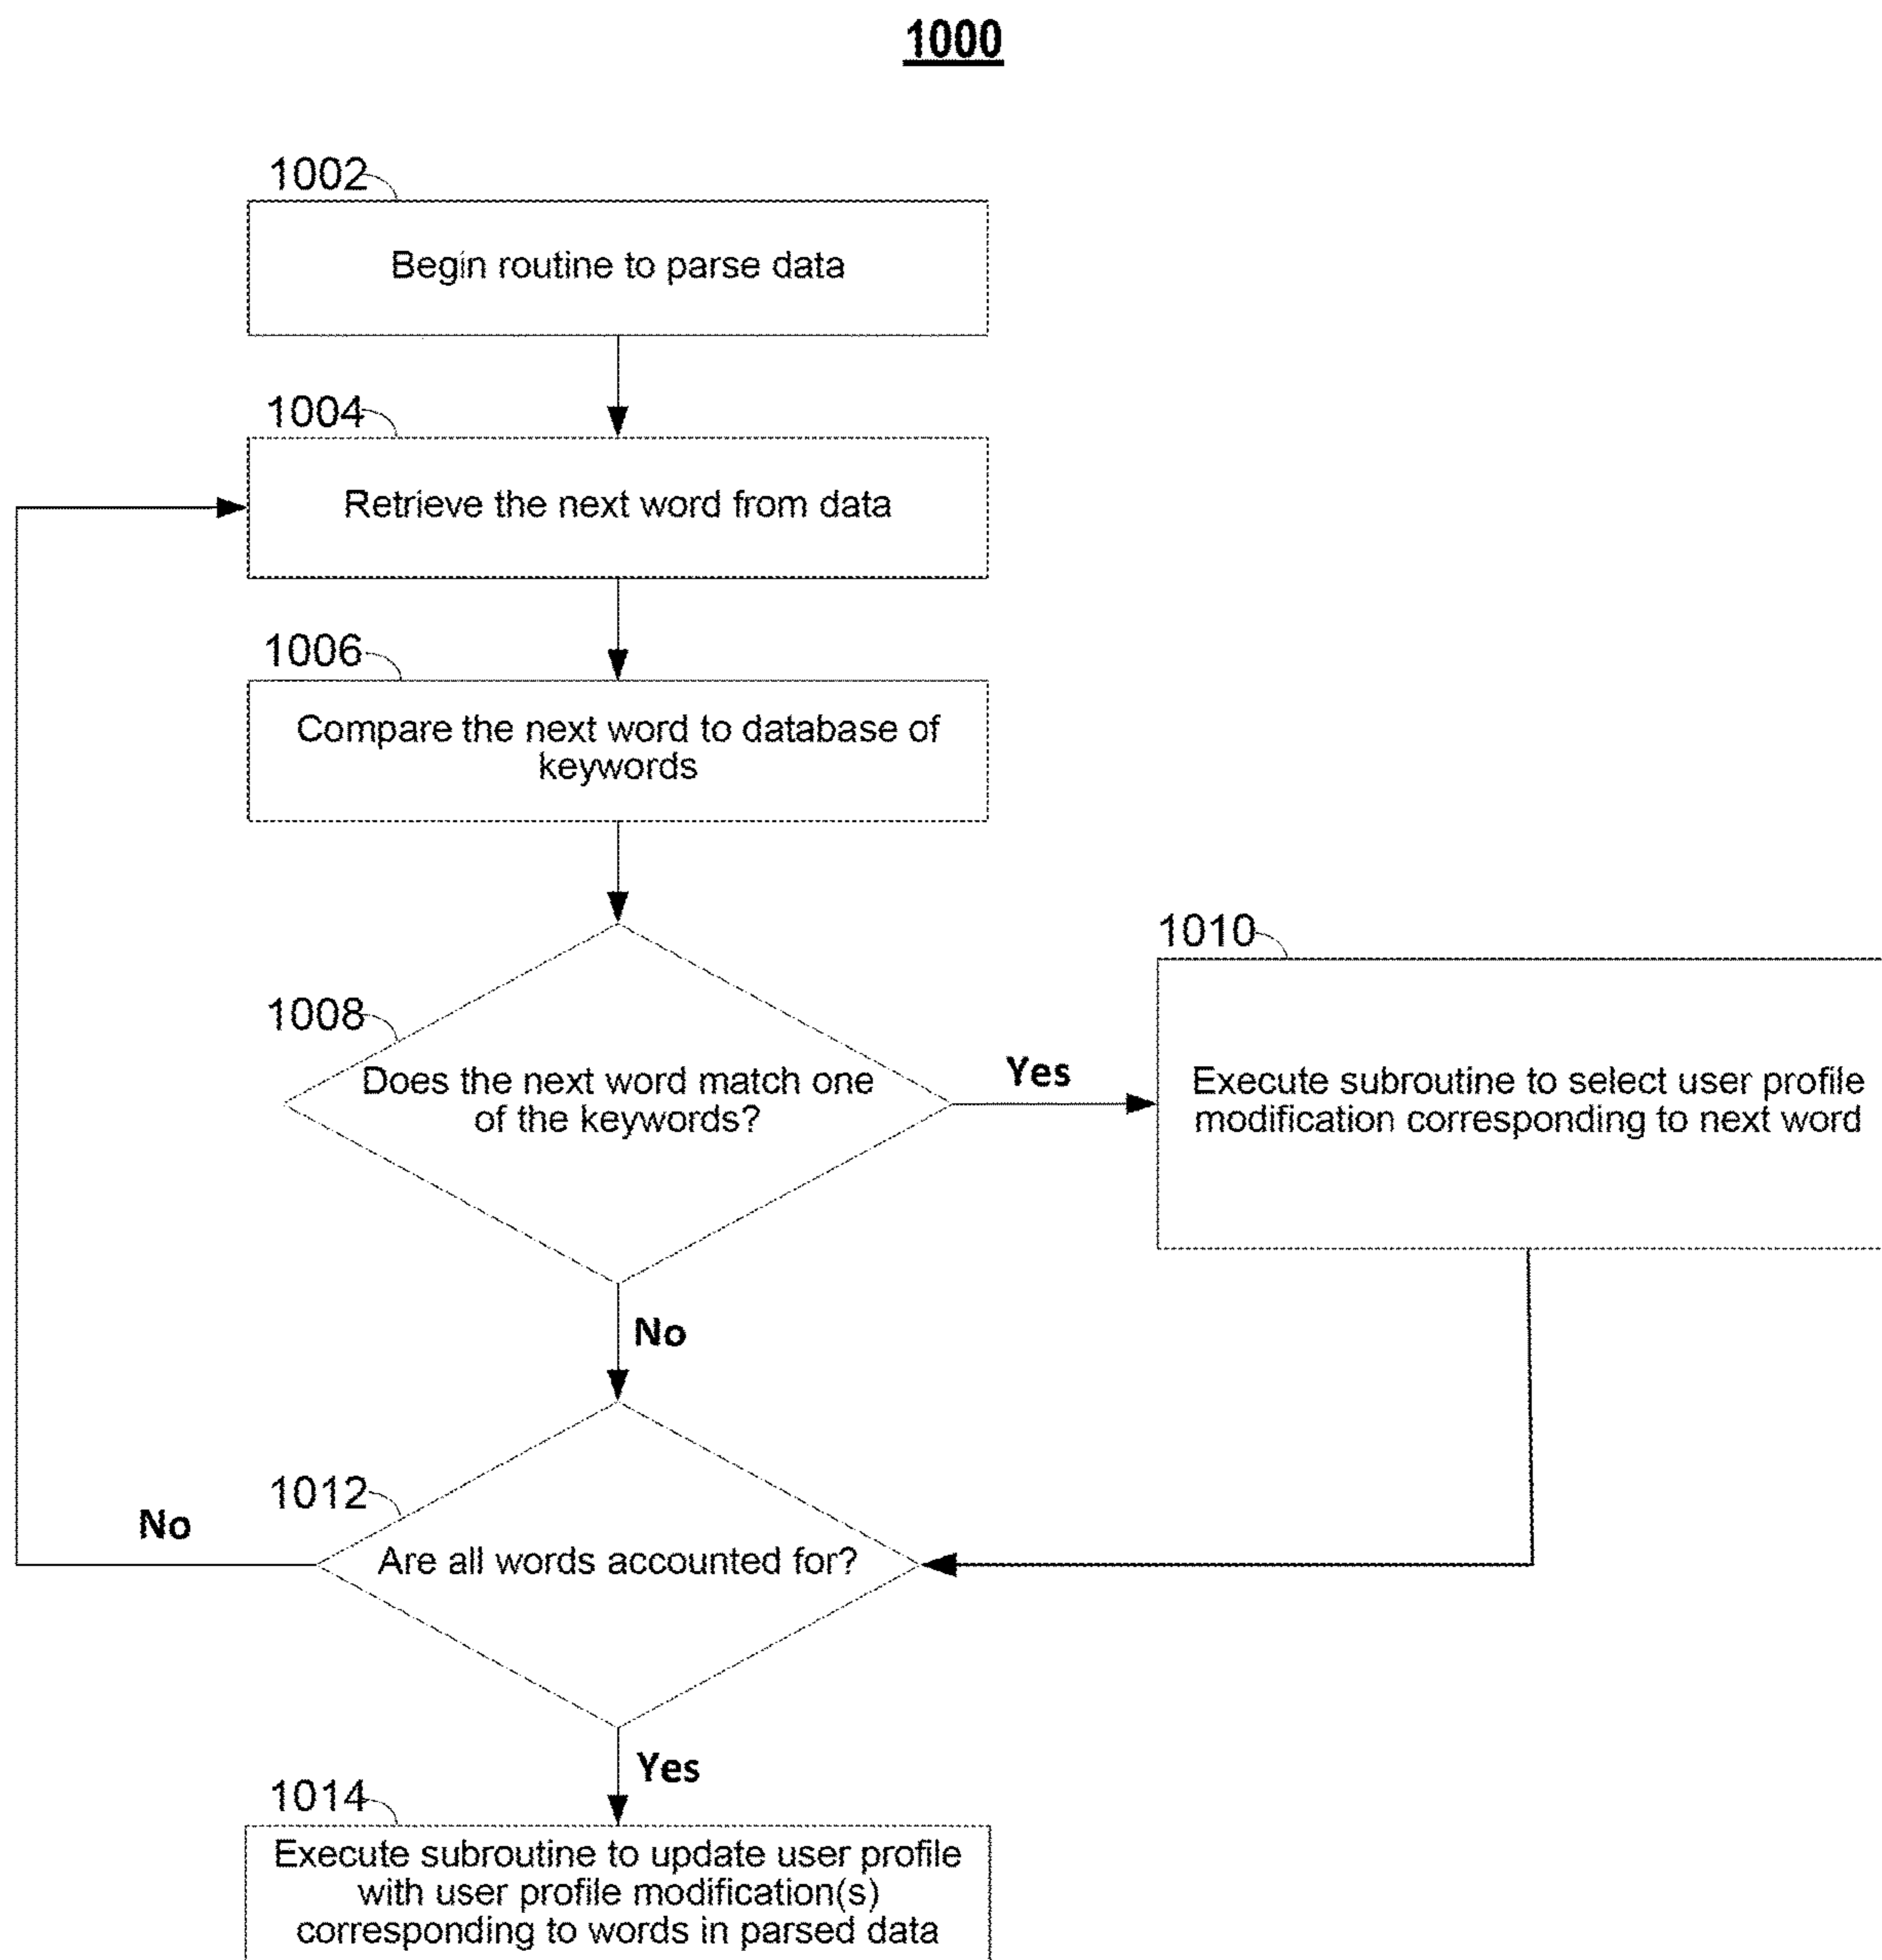 1000
1002
Begin routine to parse data
1004
Retrieve the next word from data
1006
Compare the next word to database of
keywords
1008
Does the next word match one
of the keywords?
Yes
1010
Execute subroutine to select user profile
modification corresponding to next word
No
1012
Are all words accounted for?
No
Yes
1014
Execute subroutine to update user profile
with user profile modification(s)
corresponding to words in parsed data